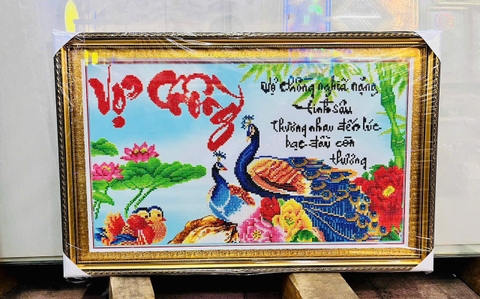 Vợ Chồng
Vợ chồng nghĩa nặng
tình sâu
Thương nhau đến lúc
bạc đầu còn
thương